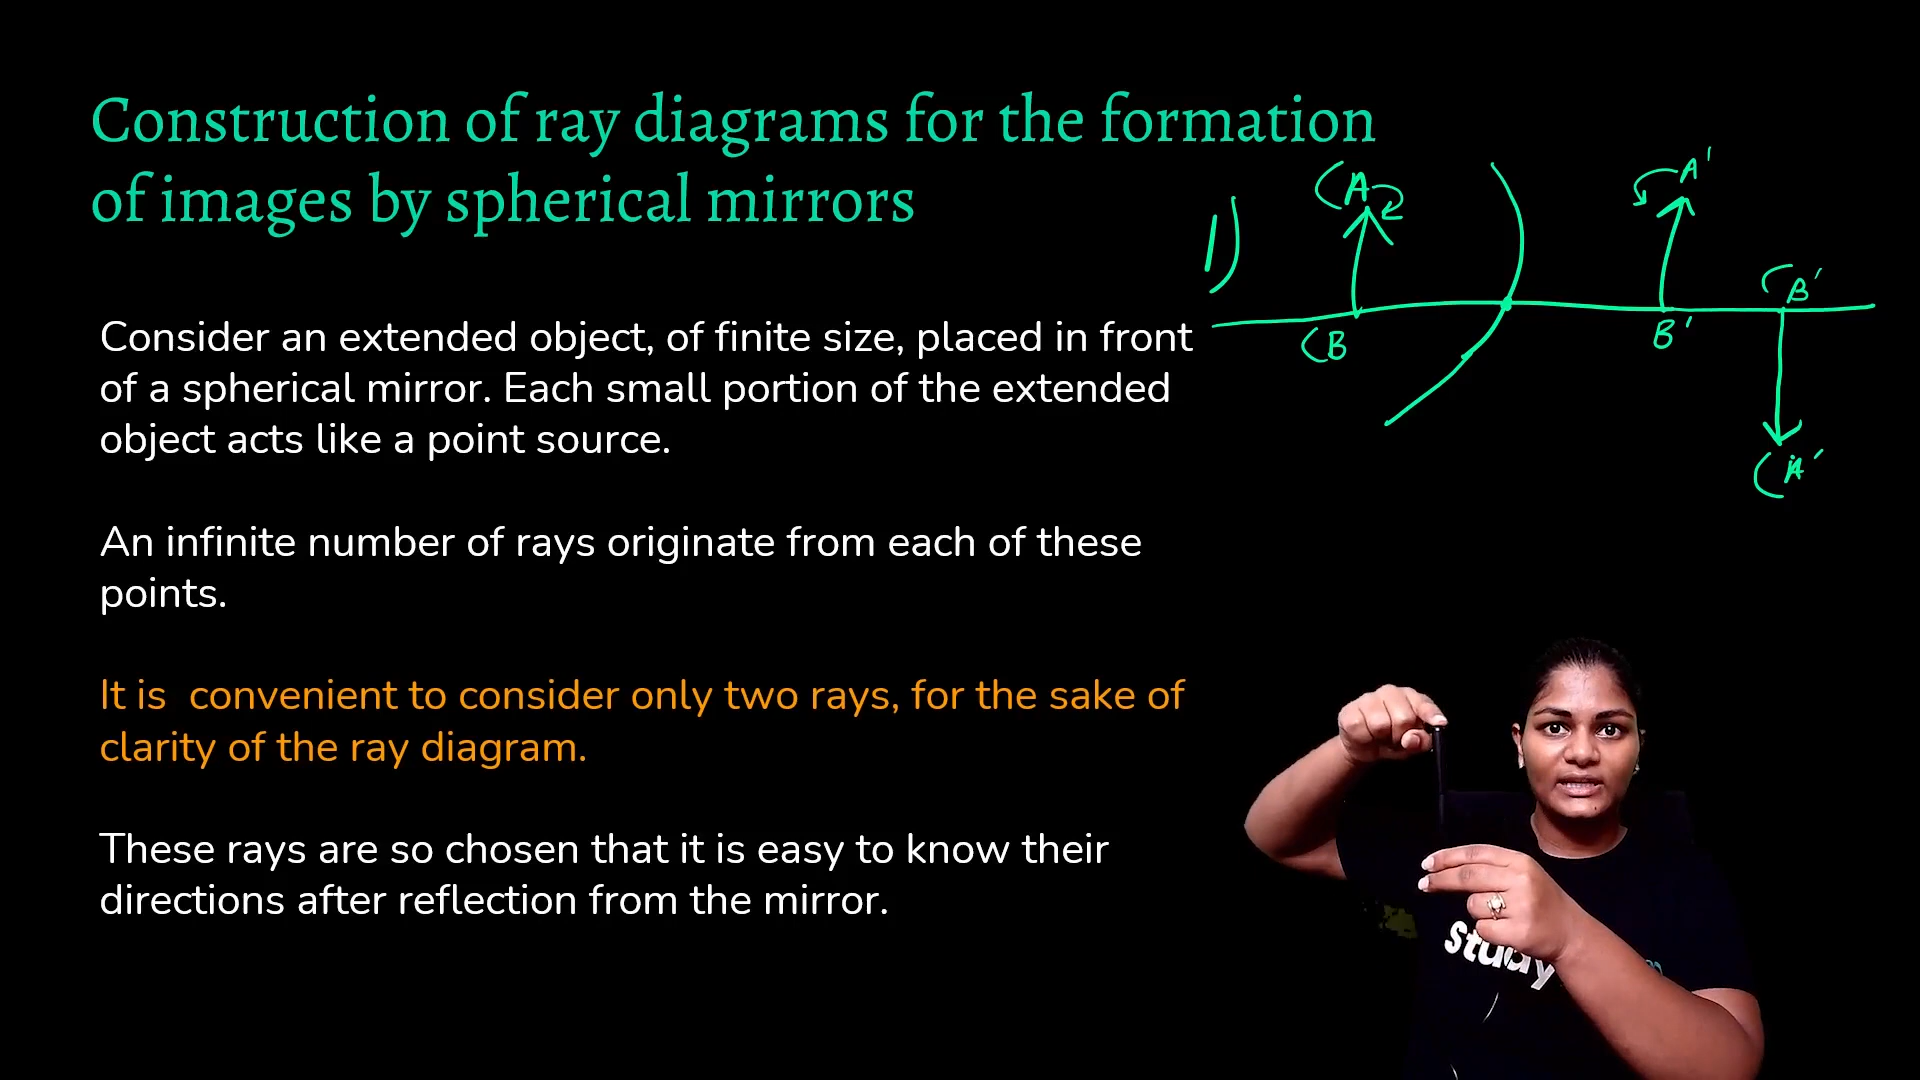 Construction of ray diagrams for the formation
of images by spherical mirrors
1)
A
A'
B
B'
B'
A'
Consider an extended object, of finite size, placed in front
of a spherical mirror. Each small portion of the extended
object acts like a point source.
An infinite number of rays originate from each of these
points.
It is  convenient to consider only two rays, for the sake of
clarity of the ray diagram.
These rays are so chosen that it is easy to know their
directions after reflection from the mirror.
study